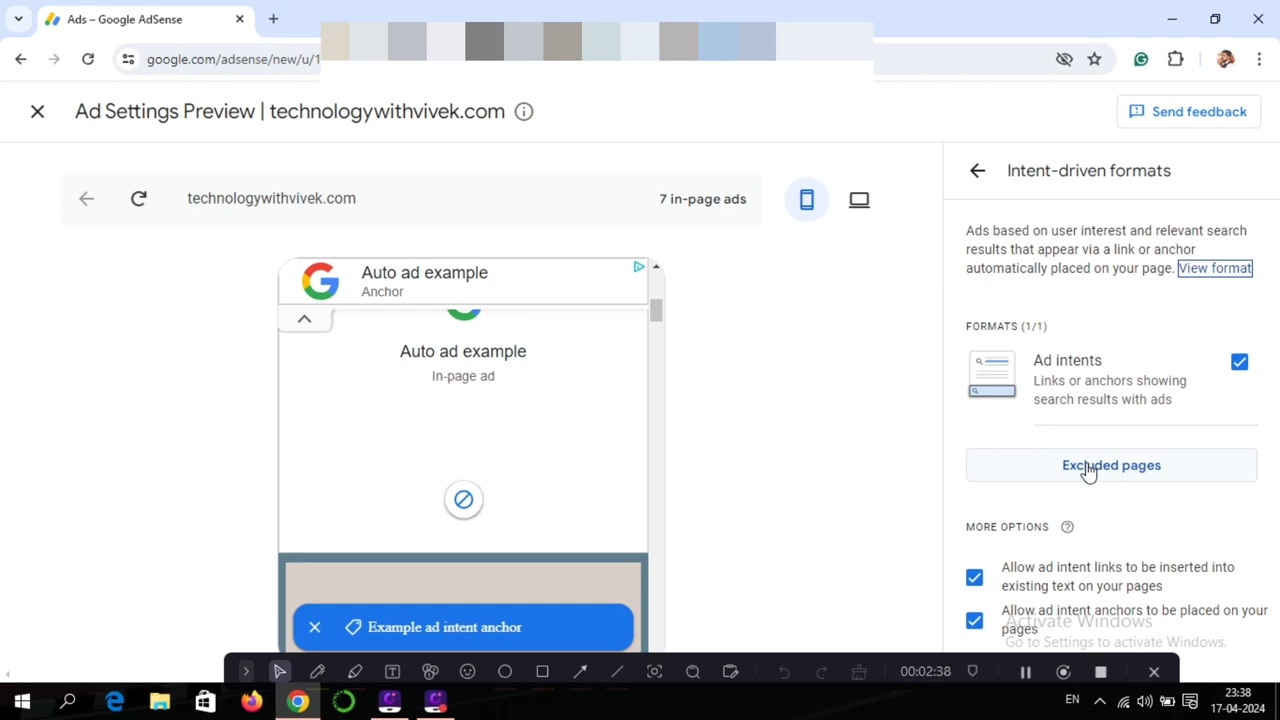 Ads – Google AdSense
google.com/adsense/new/u/1
Ad Settings Preview | technologywithvivek.com
Send feedback
technologywithvivek.com
7 in-page ads
Auto ad example
Anchor
Auto ad example
In-page ad
Example ad intent anchor
Intent-driven formats
Ads based on user interest and relevant search
results that appear via a link or anchor
automatically placed on your page. View format
FORMATS (1/1)
Ad intents
Links or anchors showing
search results with ads
Excluded pages
MORE OPTIONS
Allow ad intent links to be inserted into
existing text on your pages
Allow ad intent anchors to be placed on your
pages
Activate Windows
Go to Settings to activate Windows.
00:02:38
EN
23:38
17-04-2024